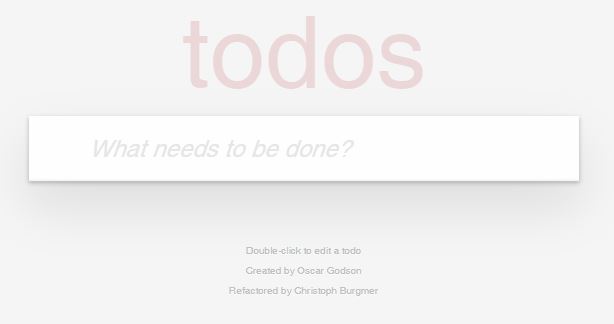 todos
What needs to be done?
Double-click to edit a todo
Created by Oscar Godson
Refactored by Christoph Burgmer